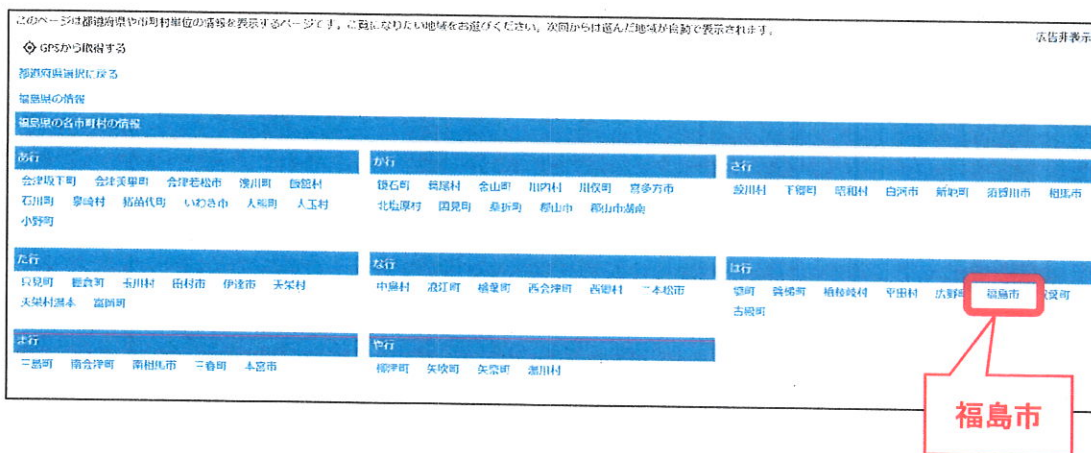 このページは都道府県や市町村単位の情報を表示するページです。ご覧になりたい地域をお選びください。次回からは選んだ地域が自動で表示されます。
広告非表示
GPSから取得する
都道府県選択に戻る
福島県の情報
福島県の各市町村の情報
あ行
会津坂下町 会津美里町 会津若松市 浅川町 飯舘村
石川町 泉崎村 猪苗代町 いわき市 大熊町 大玉村
小野町
か行
鏡石町 葛尾村 金山町 川内村 川俣町 喜多方市
北塩原村 国見町 桑折町 郡山市 郡山市湖南
さ行
鮫川村 下郷町 昭和村 白河市 新地町 須賀川市 相馬市
た行
只見町 棚倉町 玉川村 田村市 伊達市 天栄村
天栄村湯本 富岡町
な行
中島村 浪江町 楢葉町 西会津町 西郷村 二本松市
は行
塙町 磐梯町 檜枝岐村 平田村 広野町 福島市 双葉町
古殿町
ま行
三島町 南会津町 南相馬市 三春町 本宮市
や行
柳津町 矢吹町 矢祭町 湯川村
福島市